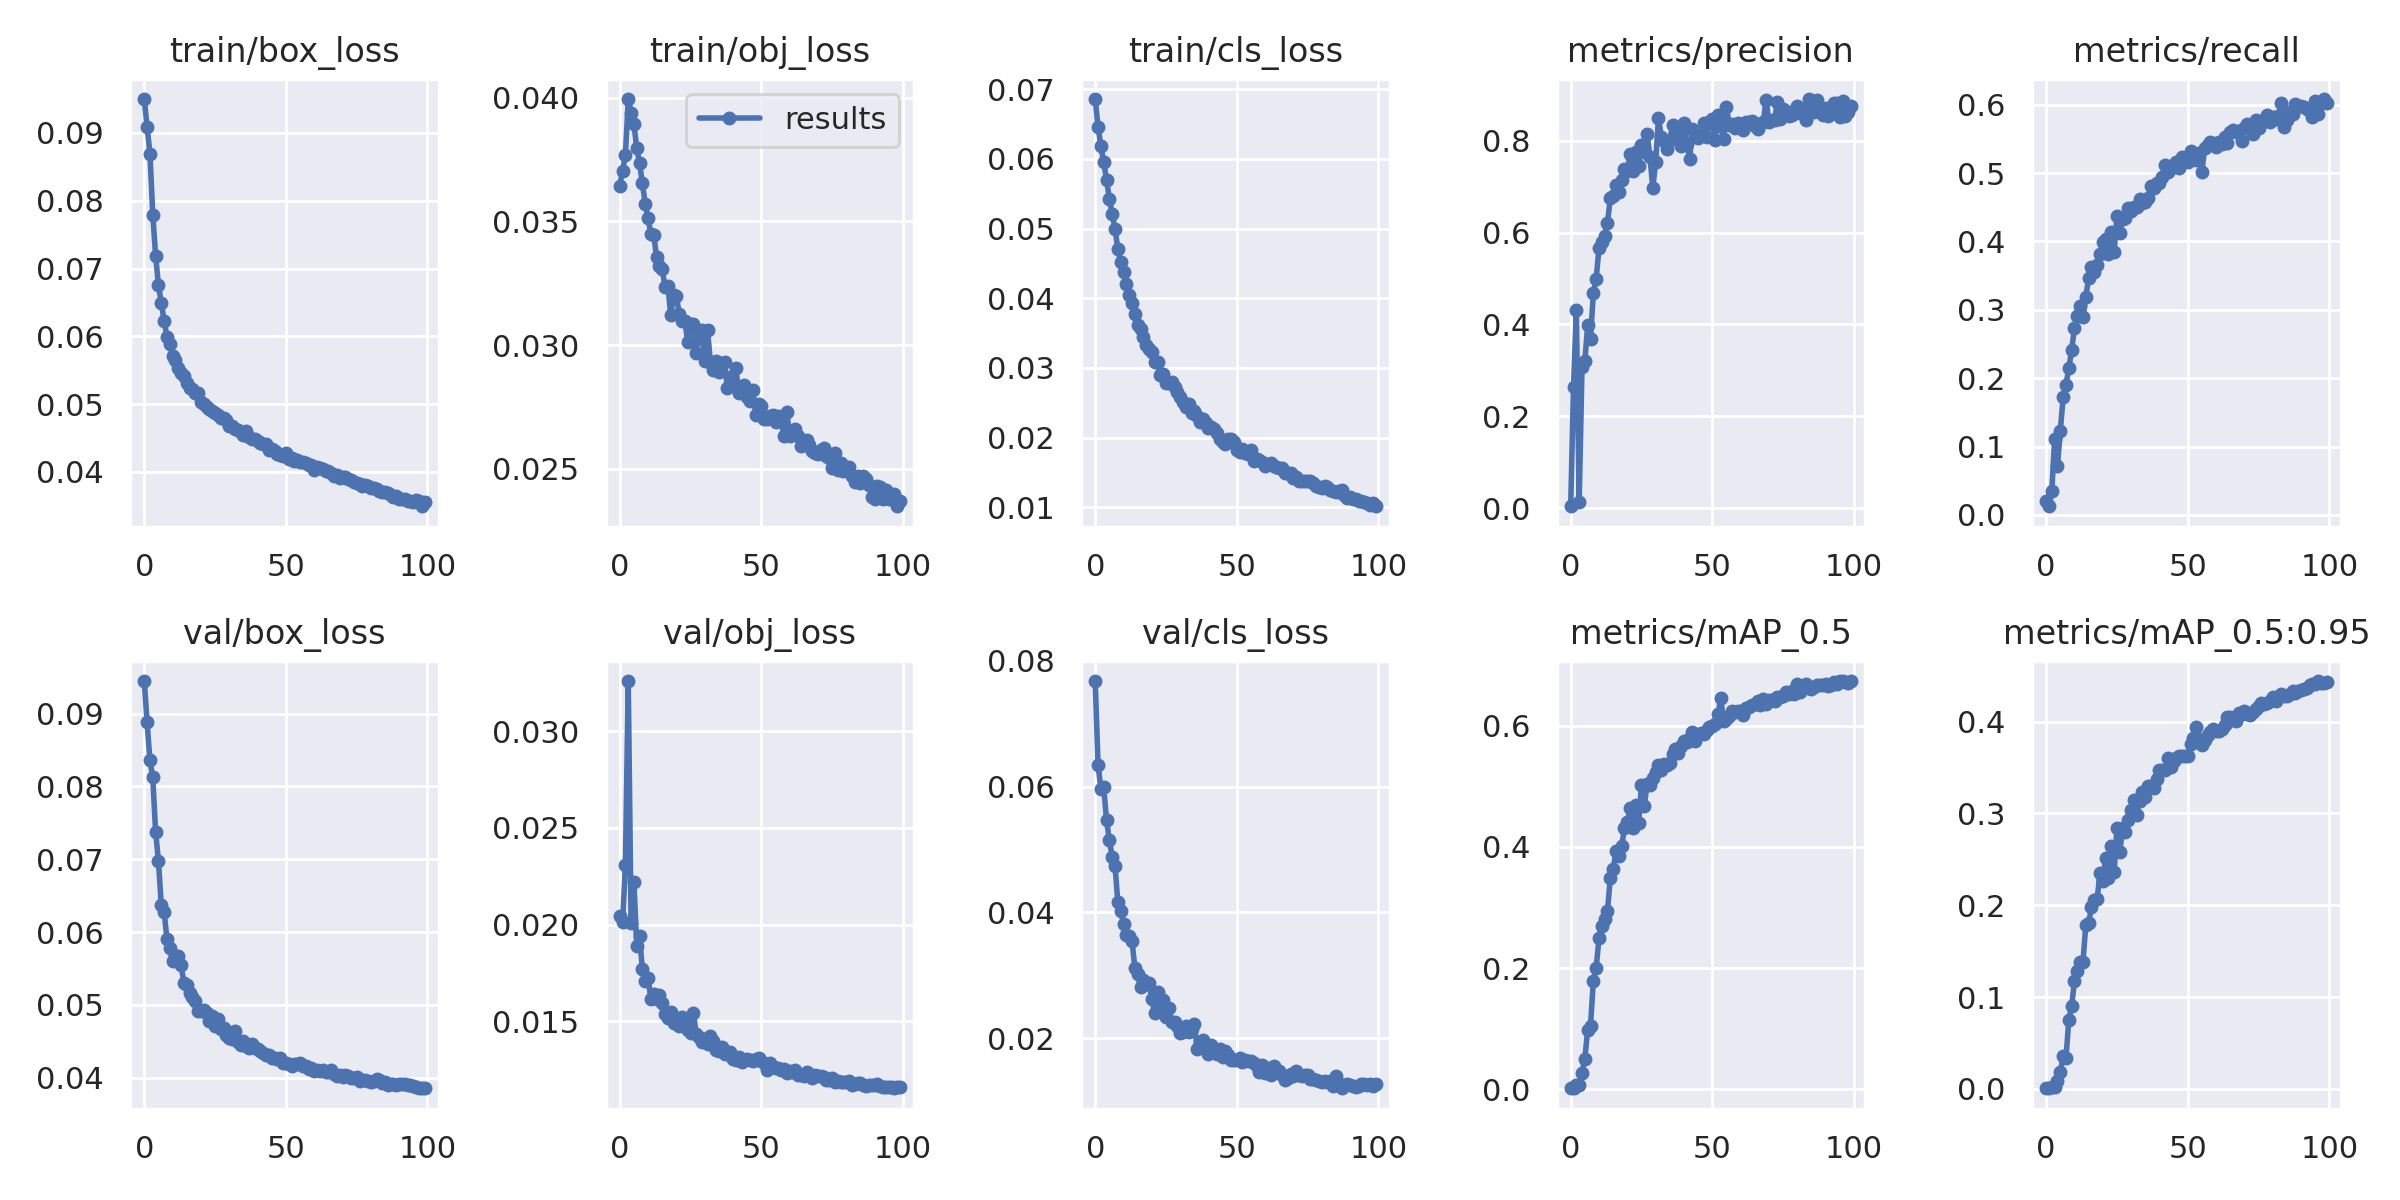 train/box_loss
train/obj_loss
train/cls_loss
metrics/precision
metrics/recall
0.09
0.08
0.07
0.06
0.05
0.04
0 50 100
0.040
0.035
0.030
0.025
results
0 50 100
0.07
0.06
0.05
0.04
0.03
0.02
0.01
0 50 100
0.8
0.6
0.4
0.2
0.0
0 50 100
0.6
0.5
0.4
0.3
0.2
0.1
0.0
0 50 100
val/box_loss
val/obj_loss
val/cls_loss
metrics/mAP_0.5
metrics/mAP_0.5:0.95
0.09
0.08
0.07
0.06
0.05
0.04
0 50 100
0.030
0.025
0.020
0.015
0 50 100
0.08
0.06
0.04
0.02
0 50 100
0.6
0.4
0.2
0.0
0 50 100
0.4
0.3
0.2
0.1
0.0
0 50 100